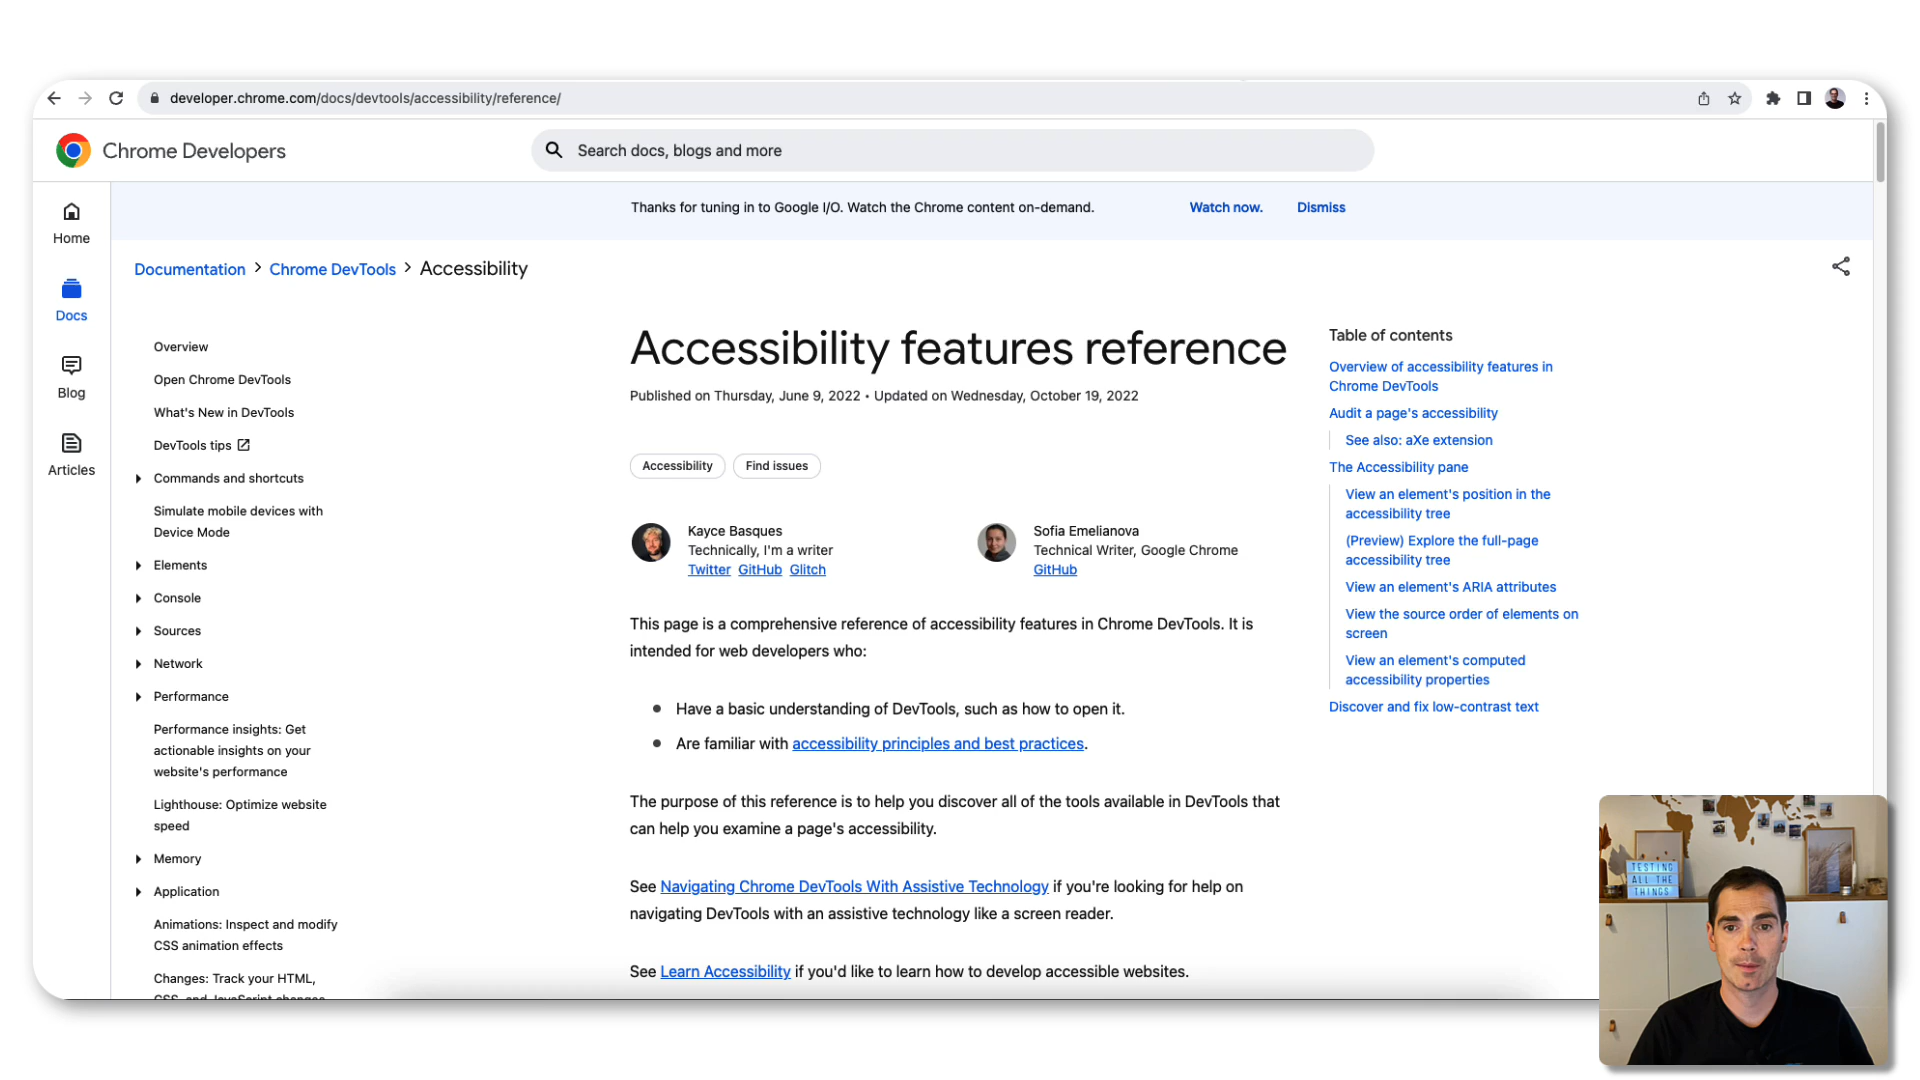 developer.chrome.com/docs/devtools/accessibility/reference/
Chrome Developers
Search docs, blogs and more
Thanks for tuning in to Google I/O. Watch the Chrome content on-demand.
Watch now.
Dismiss
Home
Docs
Blog
Articles
Documentation > Chrome DevTools > Accessibility
Overview
Open Chrome DevTools
What's New in DevTools
DevTools tips
Commands and shortcuts
Simulate mobile devices with
Device Mode
Elements
Console
Sources
Network
Performance
Performance insights: Get
actionable insights on your
website's performance
Lighthouse: Optimize website
speed
Memory
Application
Animations: Inspect and modify
CSS animation effects
Changes: Track your HTML,
CSS, and JavaScript changes
Accessibility features reference
Published on Thursday, June 9, 2022 • Updated on Wednesday, October 19, 2022
Accessibility
Find issues
Kayce Basques
Technically, I'm a writer
Twitter GitHub Glitch
Sofia Emelianova
Technical Writer, Google Chrome
GitHub
This page is a comprehensive reference of accessibility features in Chrome DevTools. It is
intended for web developers who:
• Have a basic understanding of DevTools, such as how to open it.
• Are familiar with accessibility principles and best practices.
The purpose of this reference is to help you discover all of the tools available in DevTools that
can help you examine a page's accessibility.
See Navigating Chrome DevTools With Assistive Technology if you're looking for help on
navigating DevTools with an assistive technology like a screen reader.
See Learn Accessibility if you'd like to learn how to develop accessible websites.
Table of contents
Overview of accessibility features in
Chrome DevTools
Audit a page's accessibility
See also: aXe extension
The Accessibility pane
View an element's position in the
accessibility tree
(Preview) Explore the full-page
accessibility tree
View an element's ARIA attributes
View the source order of elements on
screen
View an element's computed
accessibility properties
Discover and fix low-contrast text
TESTING
ALL THE
THINGS